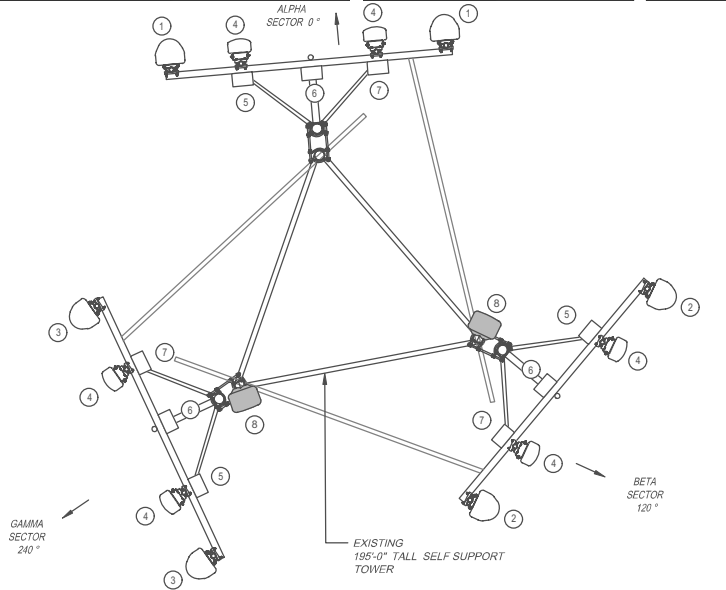 ALPHA
SECTOR 0°
1
4
4
1
5
6
7
8
2
5
3
7
4
6
4
4
6
8
7
5
4
4
BETA
SECTOR
120°
2
GAMMA
SECTOR
240°
EXISTING
195'-0" TALL SELF SUPPORT
TOWER
3